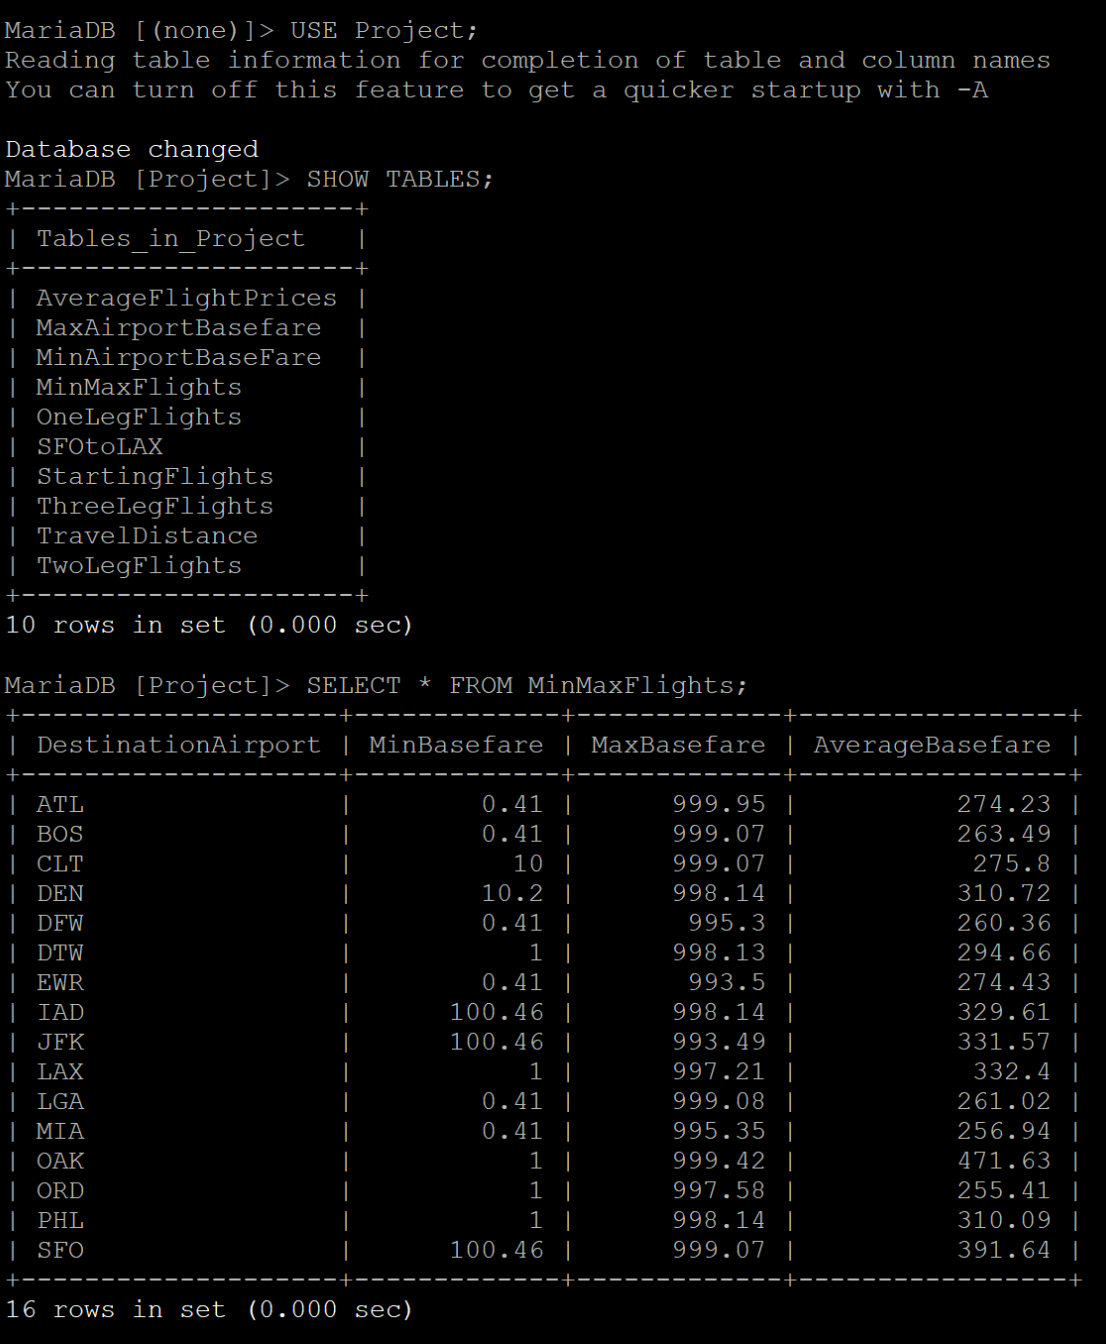 MariaDB [(none)]> USE Project;
Reading table information for completion of table and column names
You can turn off this feature to get a quicker startup with -A

Database changed
MariaDB [Project]> SHOW TABLES;
+---------------------+
| Tables_in_Project   |
+---------------------+
| AverageFlightPrices |
| MaxAirportBasefare  |
| MinAirportBaseFare  |
| MinMaxFlights       |
| OneLegFlights       |
| SFOtoLAX            |
| StartingFlights     |
| ThreeLegFlights     |
| TravelDistance      |
| TwoLegFlights       |
+---------------------+
10 rows in set (0.000 sec)

MariaDB [Project]> SELECT * FROM MinMaxFlights;
+--------------------+-------------+-------------+-----------------+
| DestinationAirport | MinBasefare | MaxBasefare | AverageBasefare |
+--------------------+-------------+-------------+-----------------+
| ATL                |        0.41 |      999.95 |          274.23 |
| BOS                |        0.41 |      999.07 |          263.49 |
| CLT                |          10 |      999.07 |           275.8 |
| DEN                |        10.2 |      998.14 |          310.72 |
| DFW                |        0.41 |       995.3 |          260.36 |
| DTW                |           1 |      998.13 |          294.66 |
| EWR                |        0.41 |       993.5 |          274.43 |
| IAD                |      100.46 |      998.14 |          329.61 |
| JFK                |      100.46 |      993.49 |          331.57 |
| LAX                |           1 |      997.21 |           332.4 |
| LGA                |        0.41 |      999.08 |          261.02 |
| MIA                |        0.41 |      995.35 |          256.94 |
| OAK                |           1 |      999.42 |          471.63 |
| ORD                |           1 |      997.58 |          255.41 |
| PHL                |           1 |      998.14 |          310.09 |
| SFO                |      100.46 |      999.07 |          391.64 |
+--------------------+-------------+-------------+-----------------+
16 rows in set (0.000 sec)